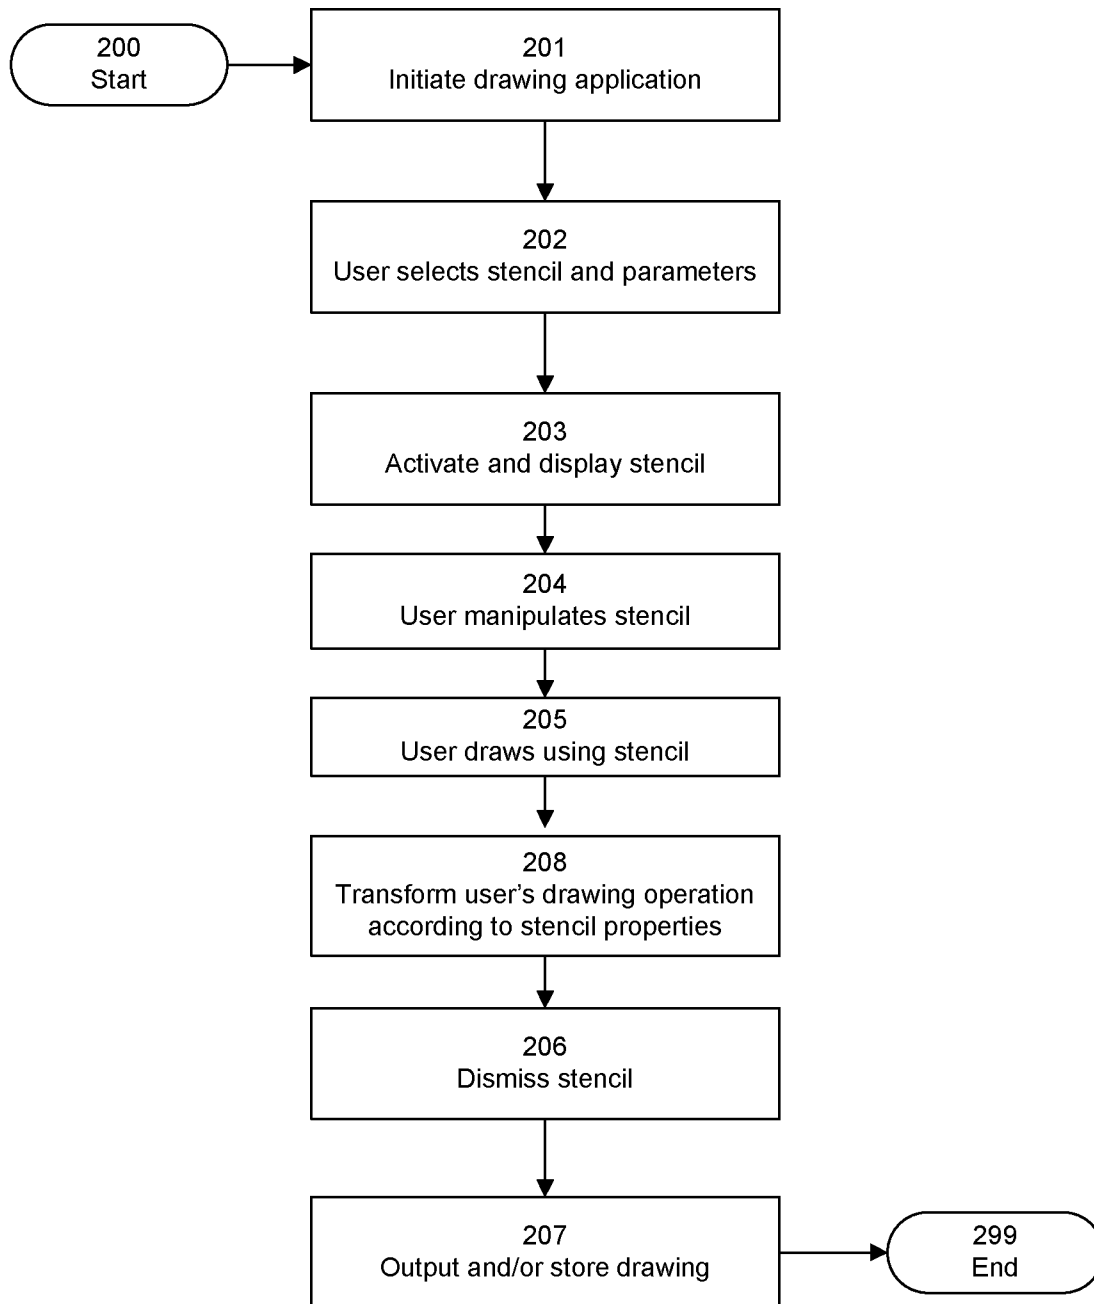 200
Start
201
Initiate drawing application
202
User selects stencil and parameters
203
Activate and display stencil
204
User manipulates stencil
205
User draws using stencil
208
Transform user’s drawing operation
according to stencil properties
206
Dismiss stencil
207
Output and/or store drawing
299
End